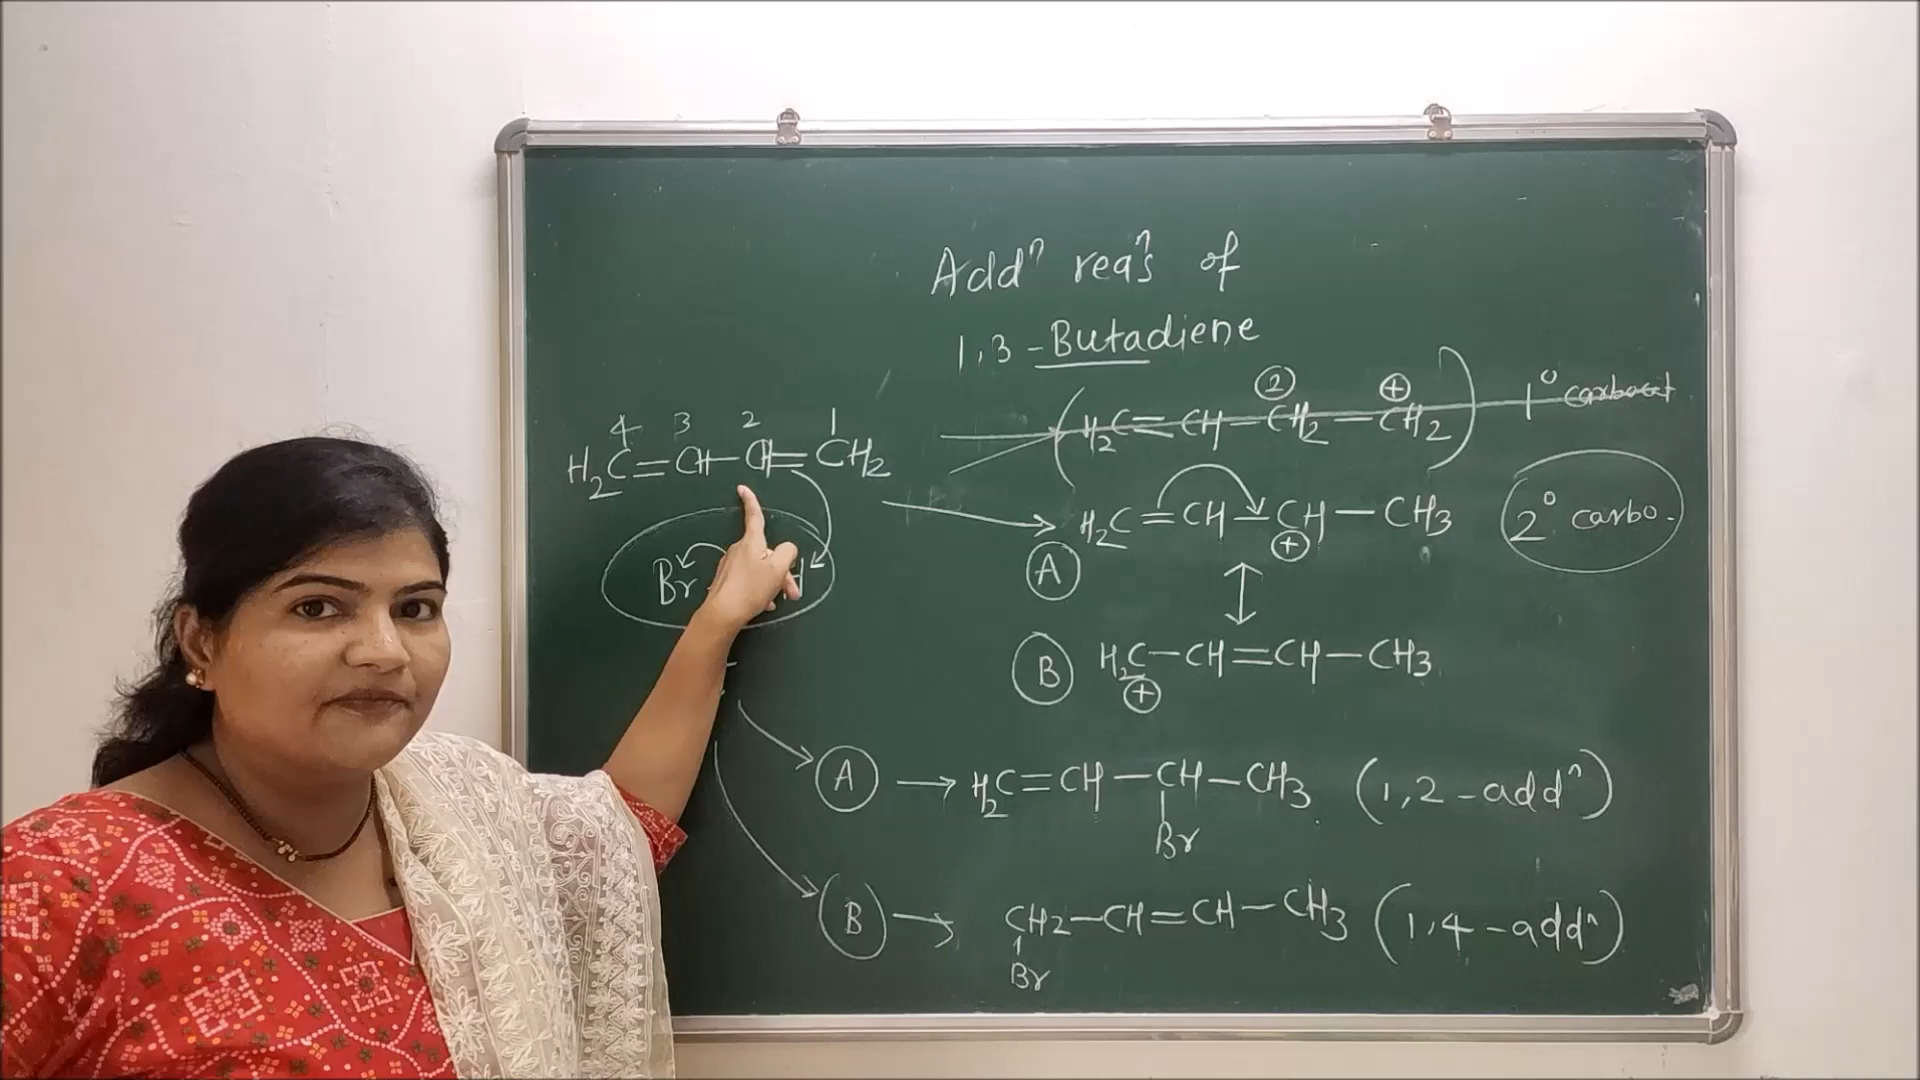 Addⁿ reaⁿs of
1,3-Butadiene
② ⊕
H₂C=CH-CH₂-CH₂ 1° carbocat
4 3 2 1
H₂C=CH-CH=CH₂
H₂C=CH-CH-CH₃ 2° carbo.
⊕
Ⓐ
Br H
Ⓑ H₂C-CH=CH-CH₃
⊕
Ⓐ → H₂C=CH-CH-CH₃ (1,2-addⁿ)
Br
Ⓑ → CH₂-CH=CH-CH₃ (1,4-addⁿ)
Br